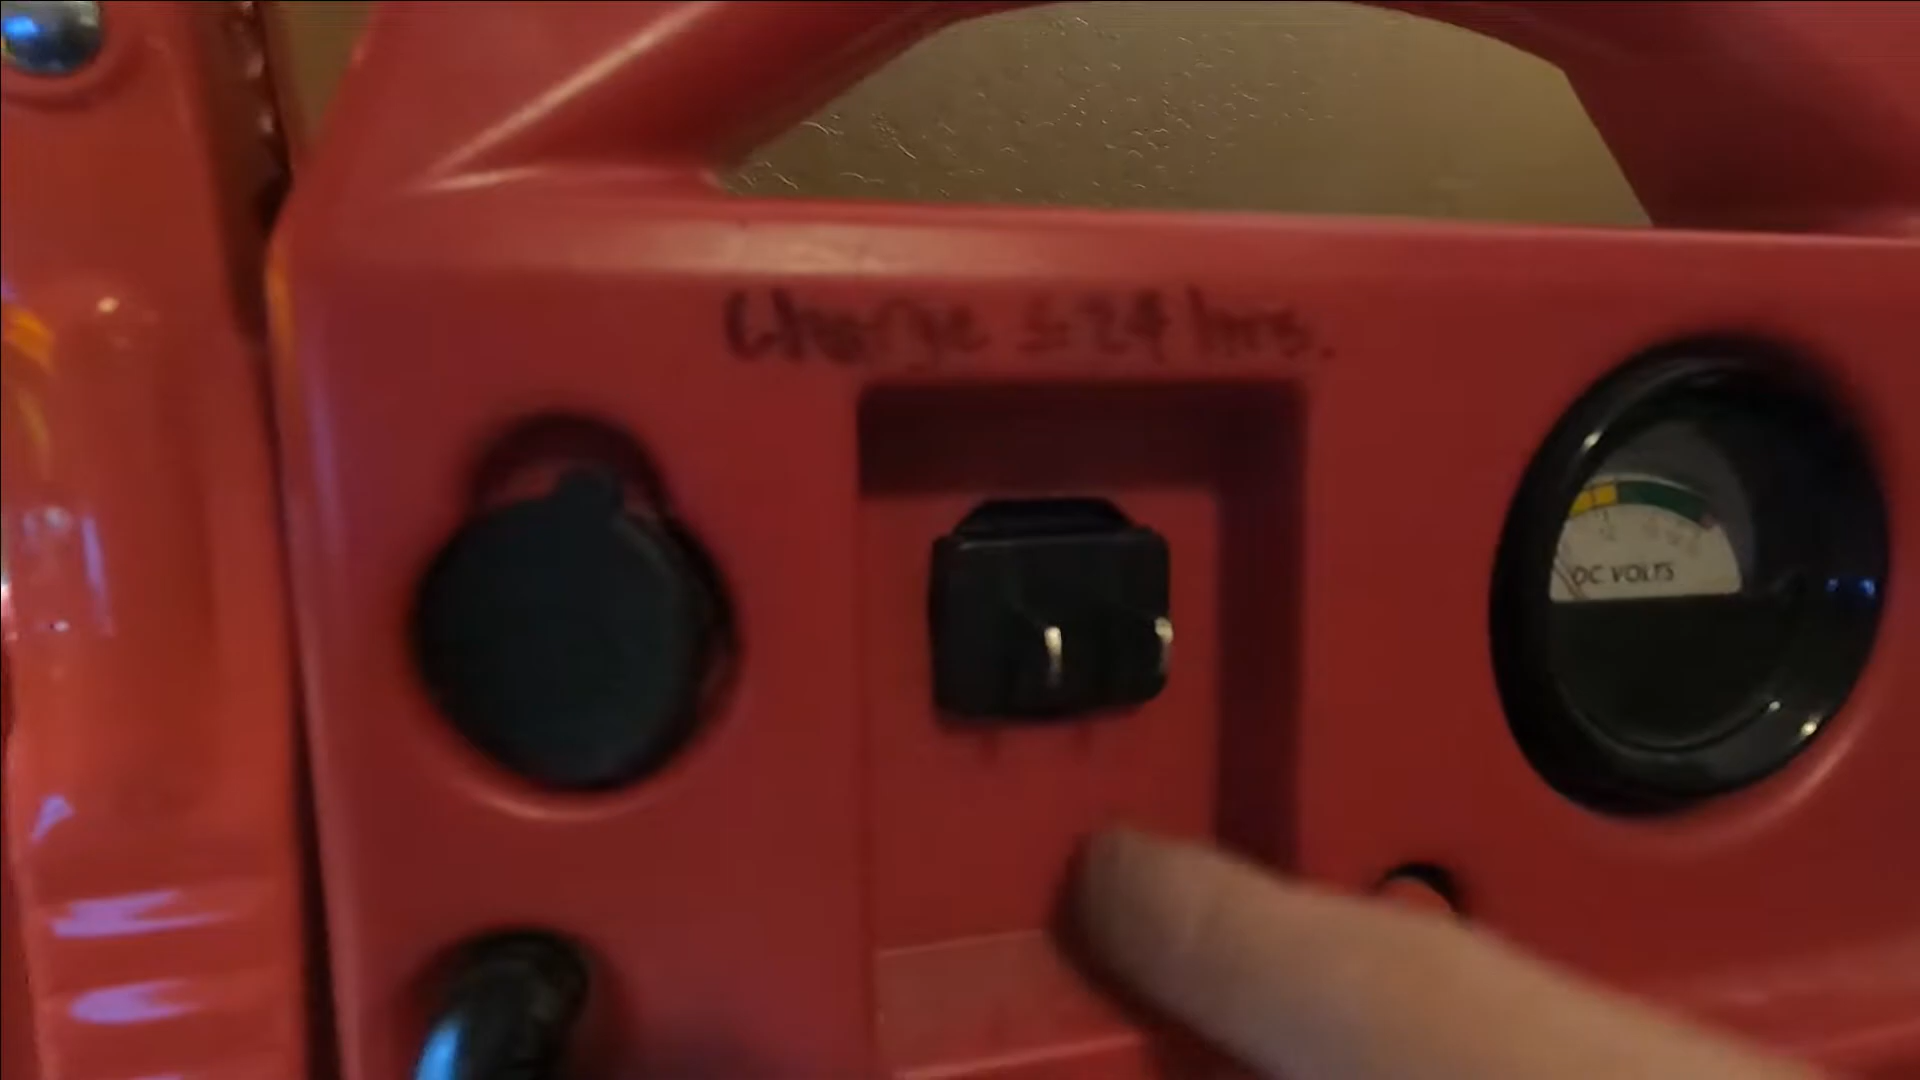 Charge ≤ 24 hrs.
DC VOLTS